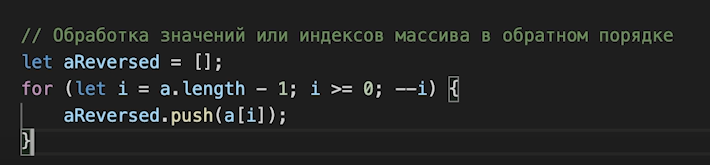 // Обработка значений или индексов массива в обратном порядке
let aReversed = [];
for (let i = a.length - 1; i >= 0; --i) {
    aReversed.push(a[i]);
}